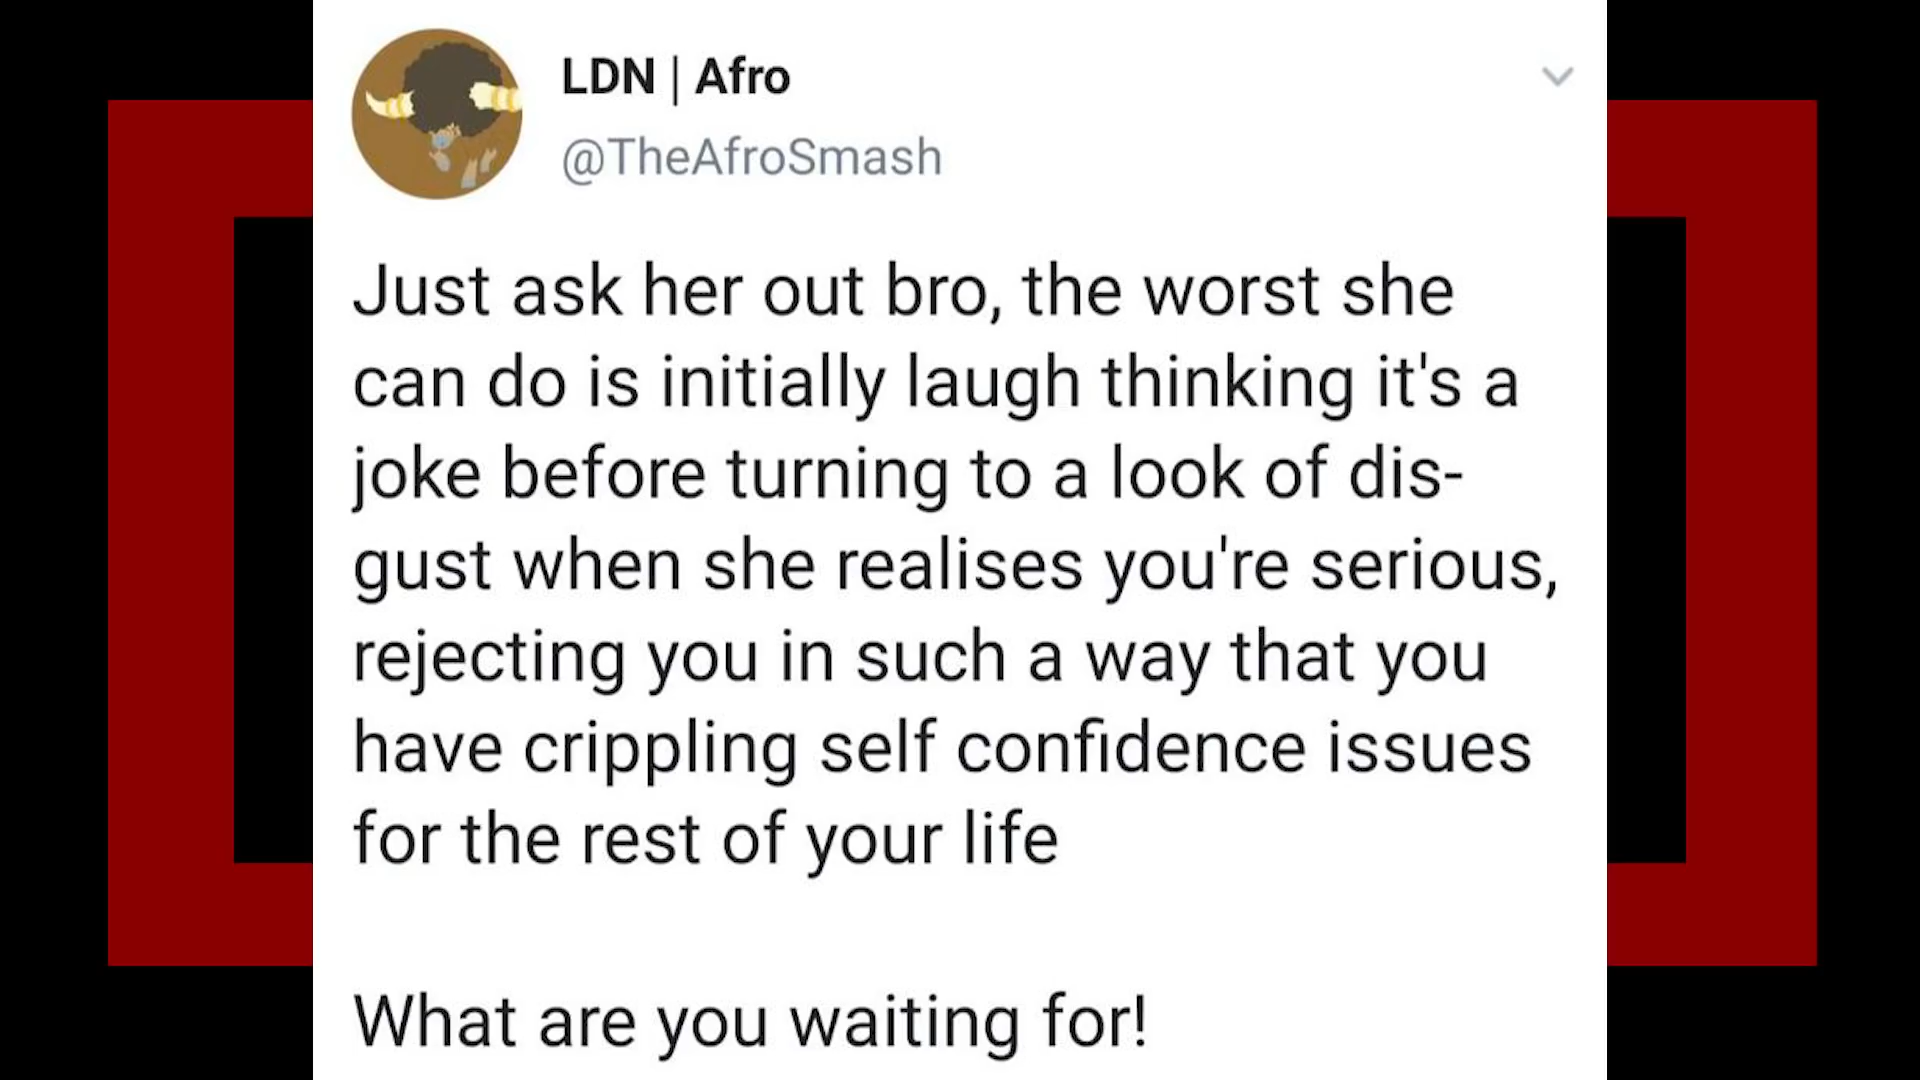 LDN | Afro
@TheAfroSmash
Just ask her out bro, the worst she
can do is initially laugh thinking it's a
joke before turning to a look of dis-
gust when she realises you're serious,
rejecting you in such a way that you
have crippling self confidence issues
for the rest of your life
What are you waiting for!